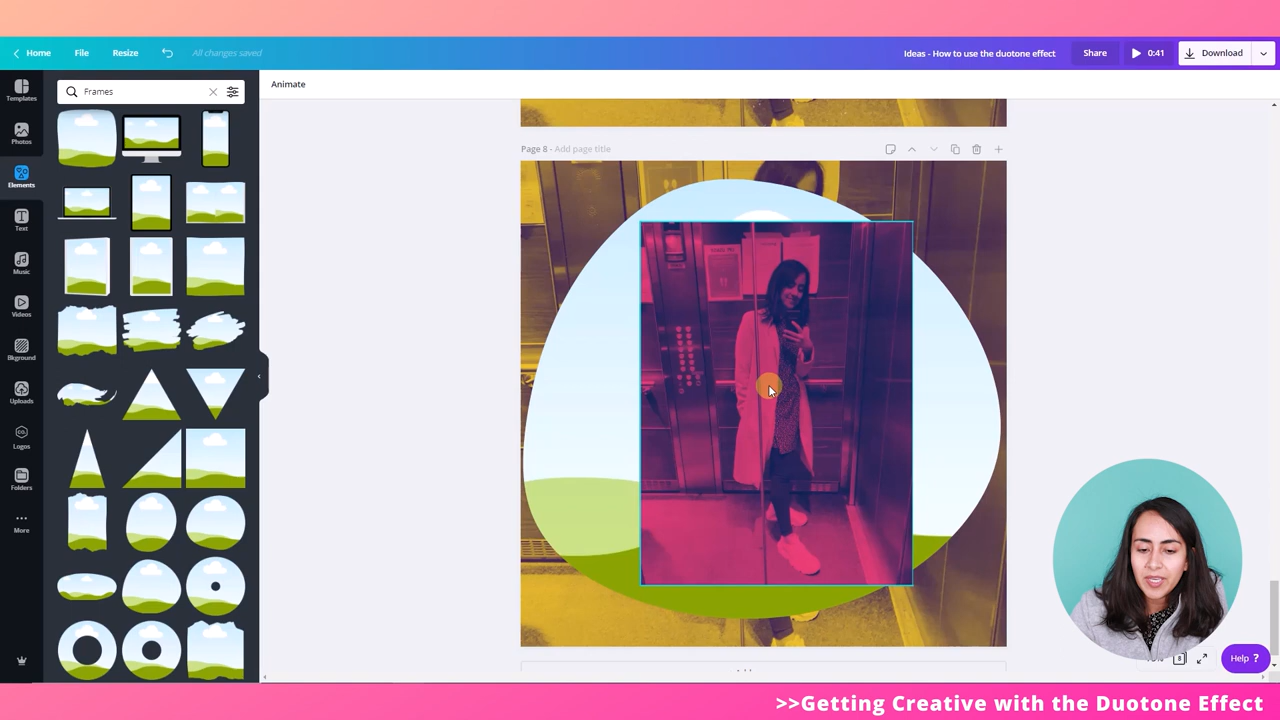 Home File Resize All changes saved Ideas - How to use the duotone effect Share 0:41 Download
Templates
Photos
Elements
Text
Music
Videos
Bkground
Uploads
Logos
Folders
More
Frames
Animate
Page 8 - Add page title
8
Help ?
>>Getting Creative with the Duotone Effect